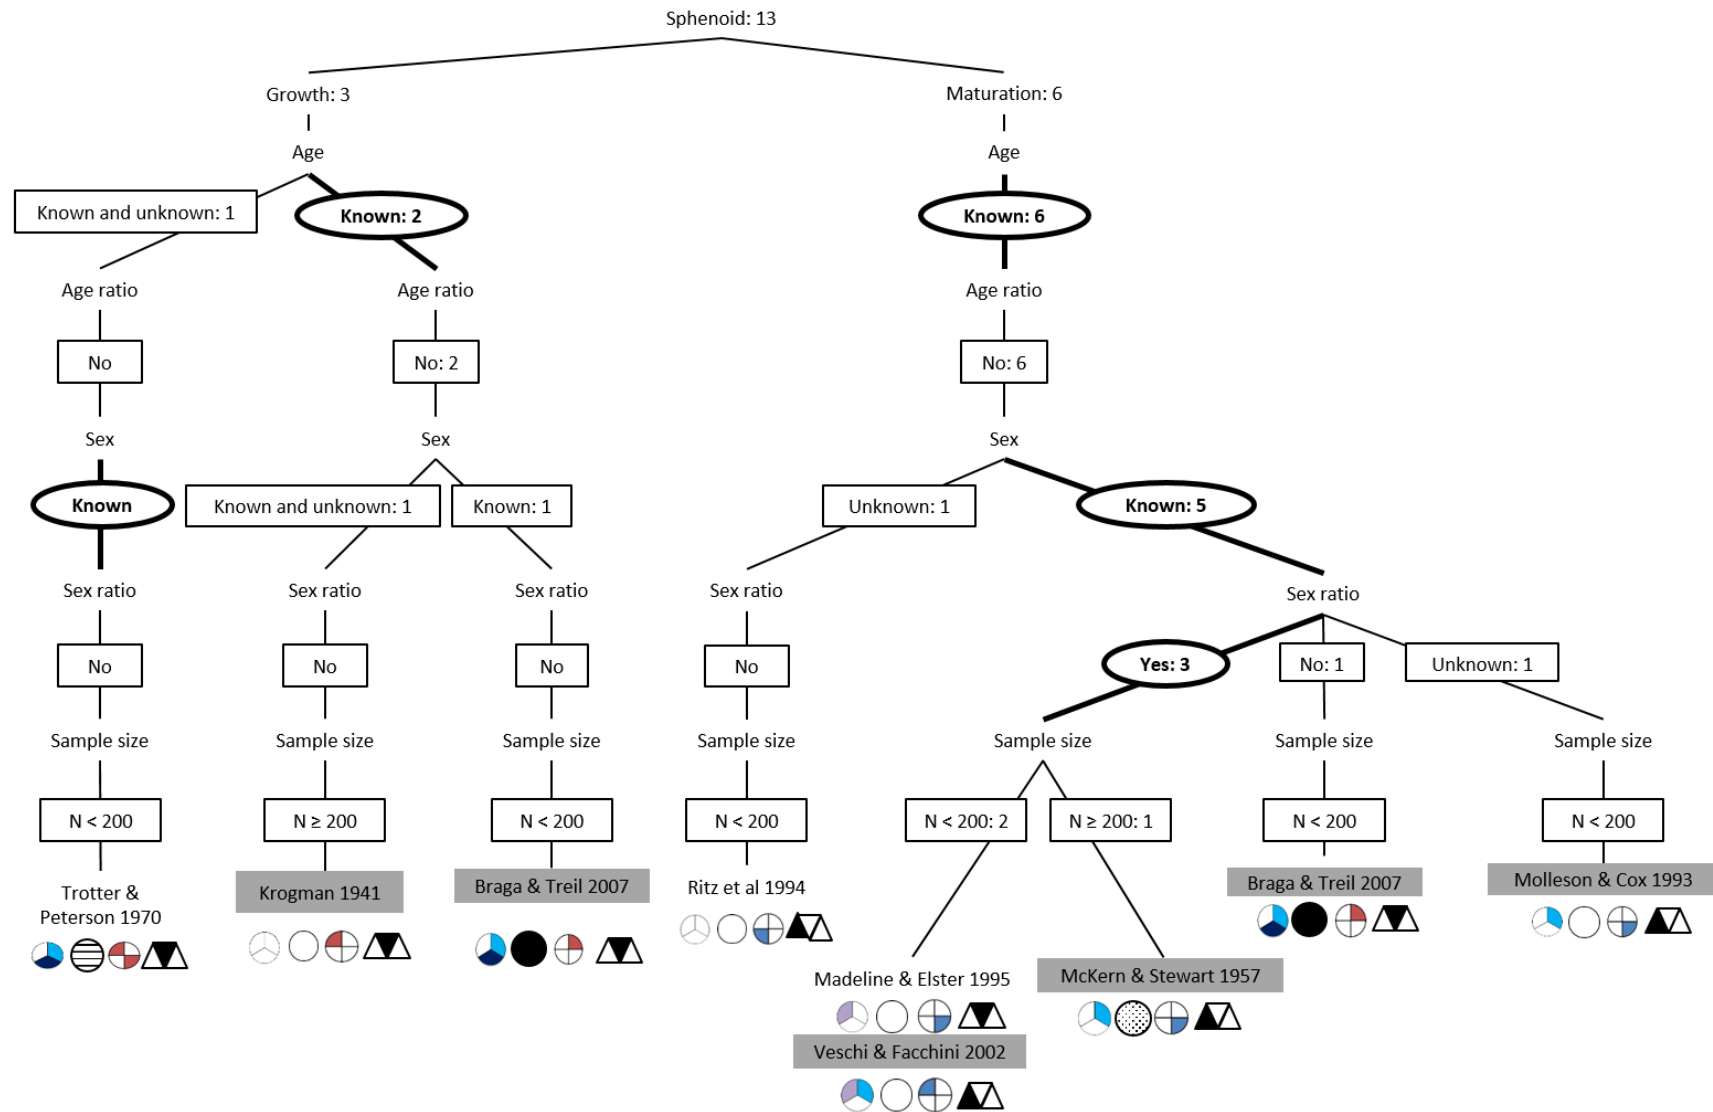 Sphenoid: 13
Growth: 3
Maturation: 6
Age
Age
Known and unknown: 1
Known: 2
Known: 6
Age ratio
Age ratio
Age ratio
No
No: 2
No: 6
Sex
Sex
Sex
Known
Known and unknown: 1
Known: 1
Unknown: 1
Known: 5
Sex ratio
Sex ratio
Sex ratio
Sex ratio
Sex ratio
No
No
No
No
Yes: 3
No: 1
Unknown: 1
Sample size
Sample size
Sample size
Sample size
Sample size
Sample size
Sample size
N < 200
N ≥ 200
N < 200
N < 200
N < 200: 2
N ≥ 200: 1
N < 200
N < 200
Trotter &
Peterson 1970
Krogman 1941
Braga & Treil 2007
Ritz et al 1994
Braga & Treil 2007
Molleson & Cox 1993
Madeline & Elster 1995
McKern & Stewart 1957
Veschi & Facchini 2002